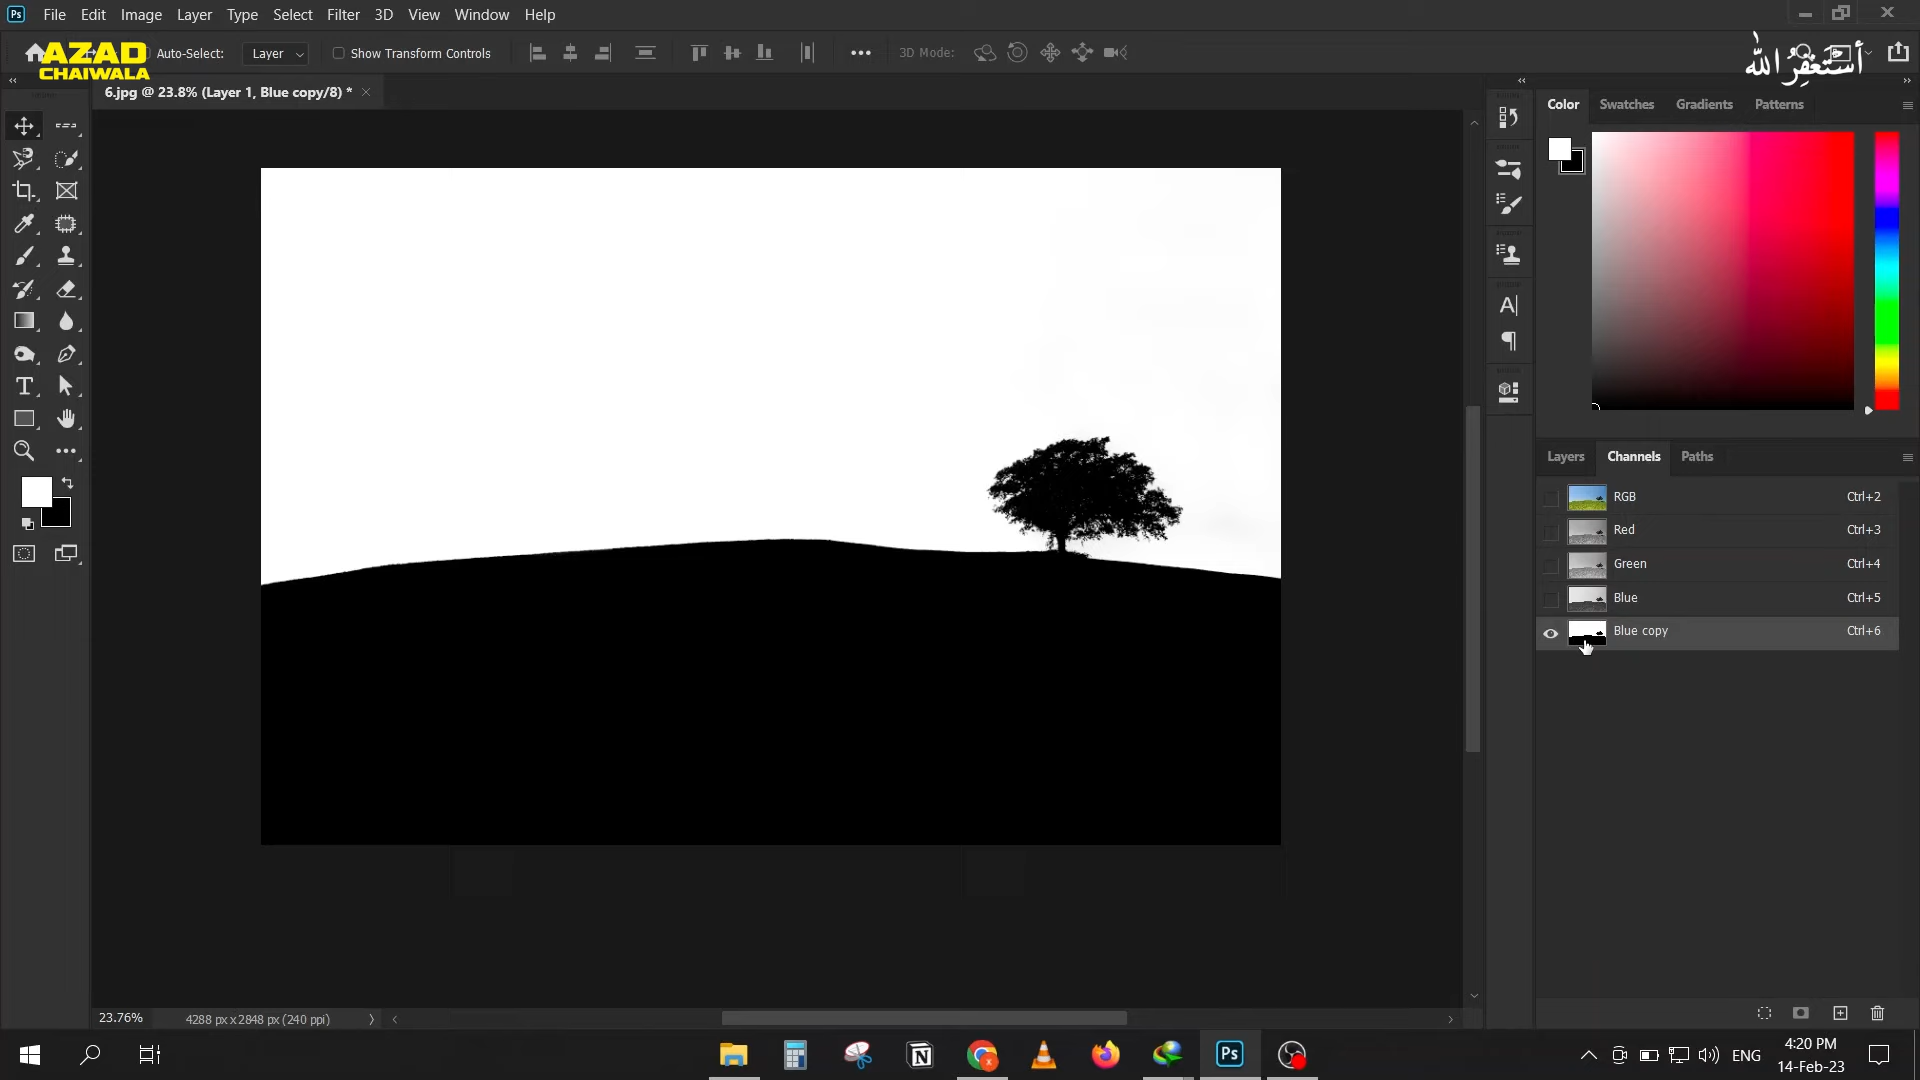 Ps File Edit Image Layer Type Select Filter 3D View Window Help
AZAD
CHAIWALA
Auto-Select: Layer Show Transform Controls 3D Mode:
أستغفر الله
6.jpg @ 23.8% (Layer 1, Blue copy/8) *
Color Swatches Gradients Patterns
Layers Channels Paths
RGB Ctrl+2
Red Ctrl+3
Green Ctrl+4
Blue Ctrl+5
Blue copy Ctrl+6
23.76% 4288 px x 2848 px (240 ppi)
Ps
ENG
4:20 PM
14-Feb-23